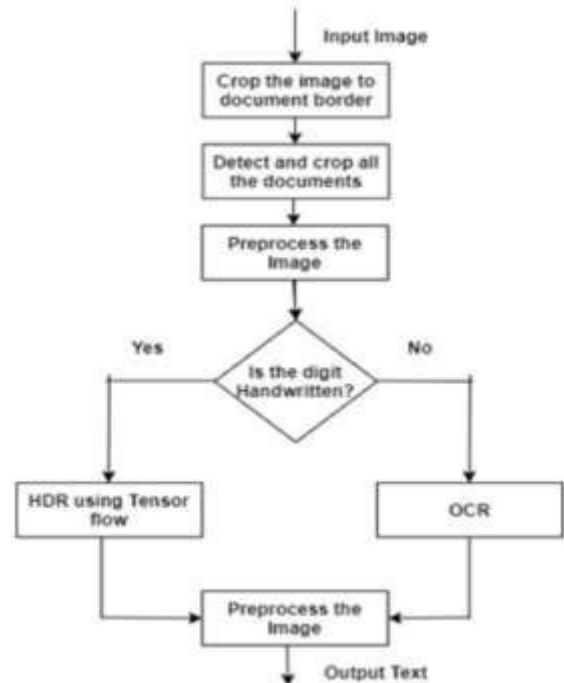 Input Image
Crop the image to
document border
Detect and crop all
the documents
Preprocess the
Image
Yes
No
Is the digit
Handwritten?
HDR using Tensor
flow
OCR
Preprocess the
Image
Output Text